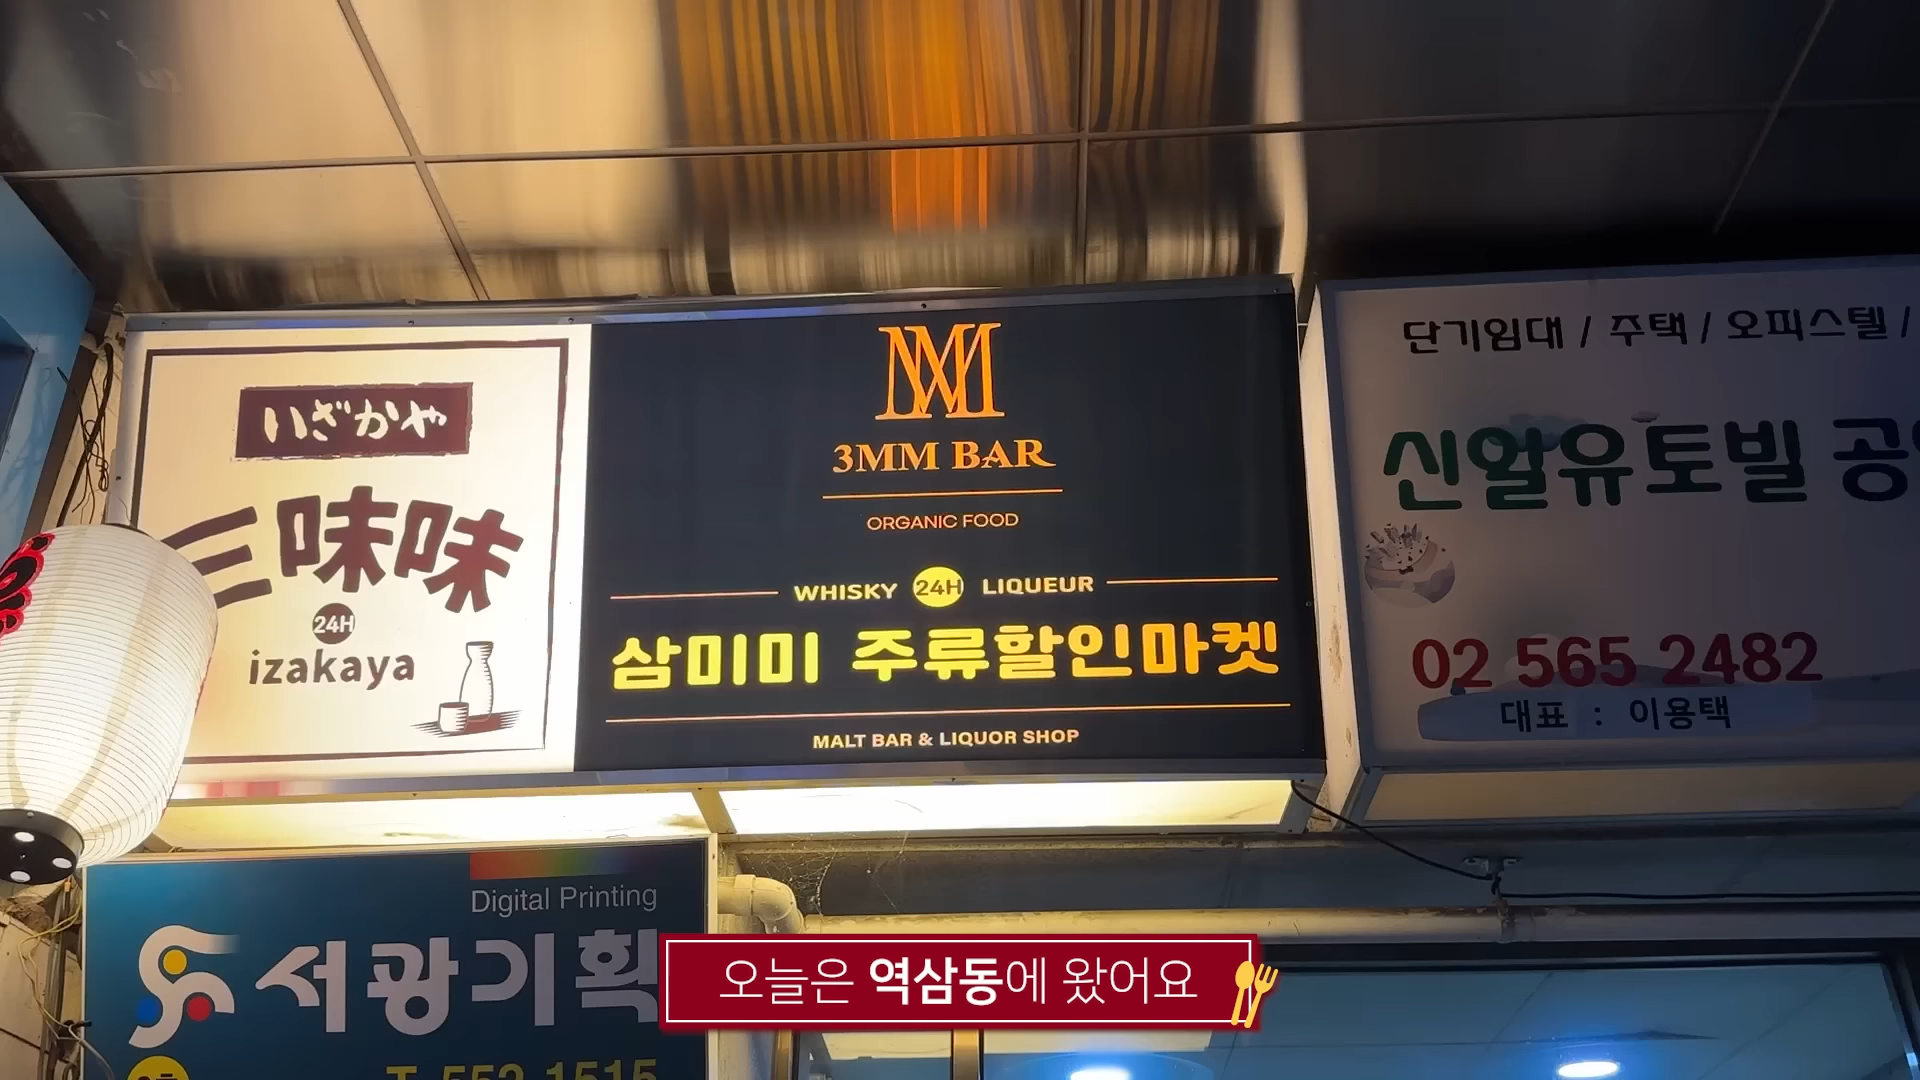 いざかや
三味味
24H
izakaya
3MM BAR
ORGANIC FOOD
WHISKY 24H LIQUEUR
삼미미 주류할인마켓
MALT BAR & LIQUOR SHOP
단기임대 / 주택 / 오피스텔 /
신일유토빌
02 565 2482
대표 : 이용택
Digital Printing
서광기획
T. 552-1515
오늘은 역삼동에 왔어요